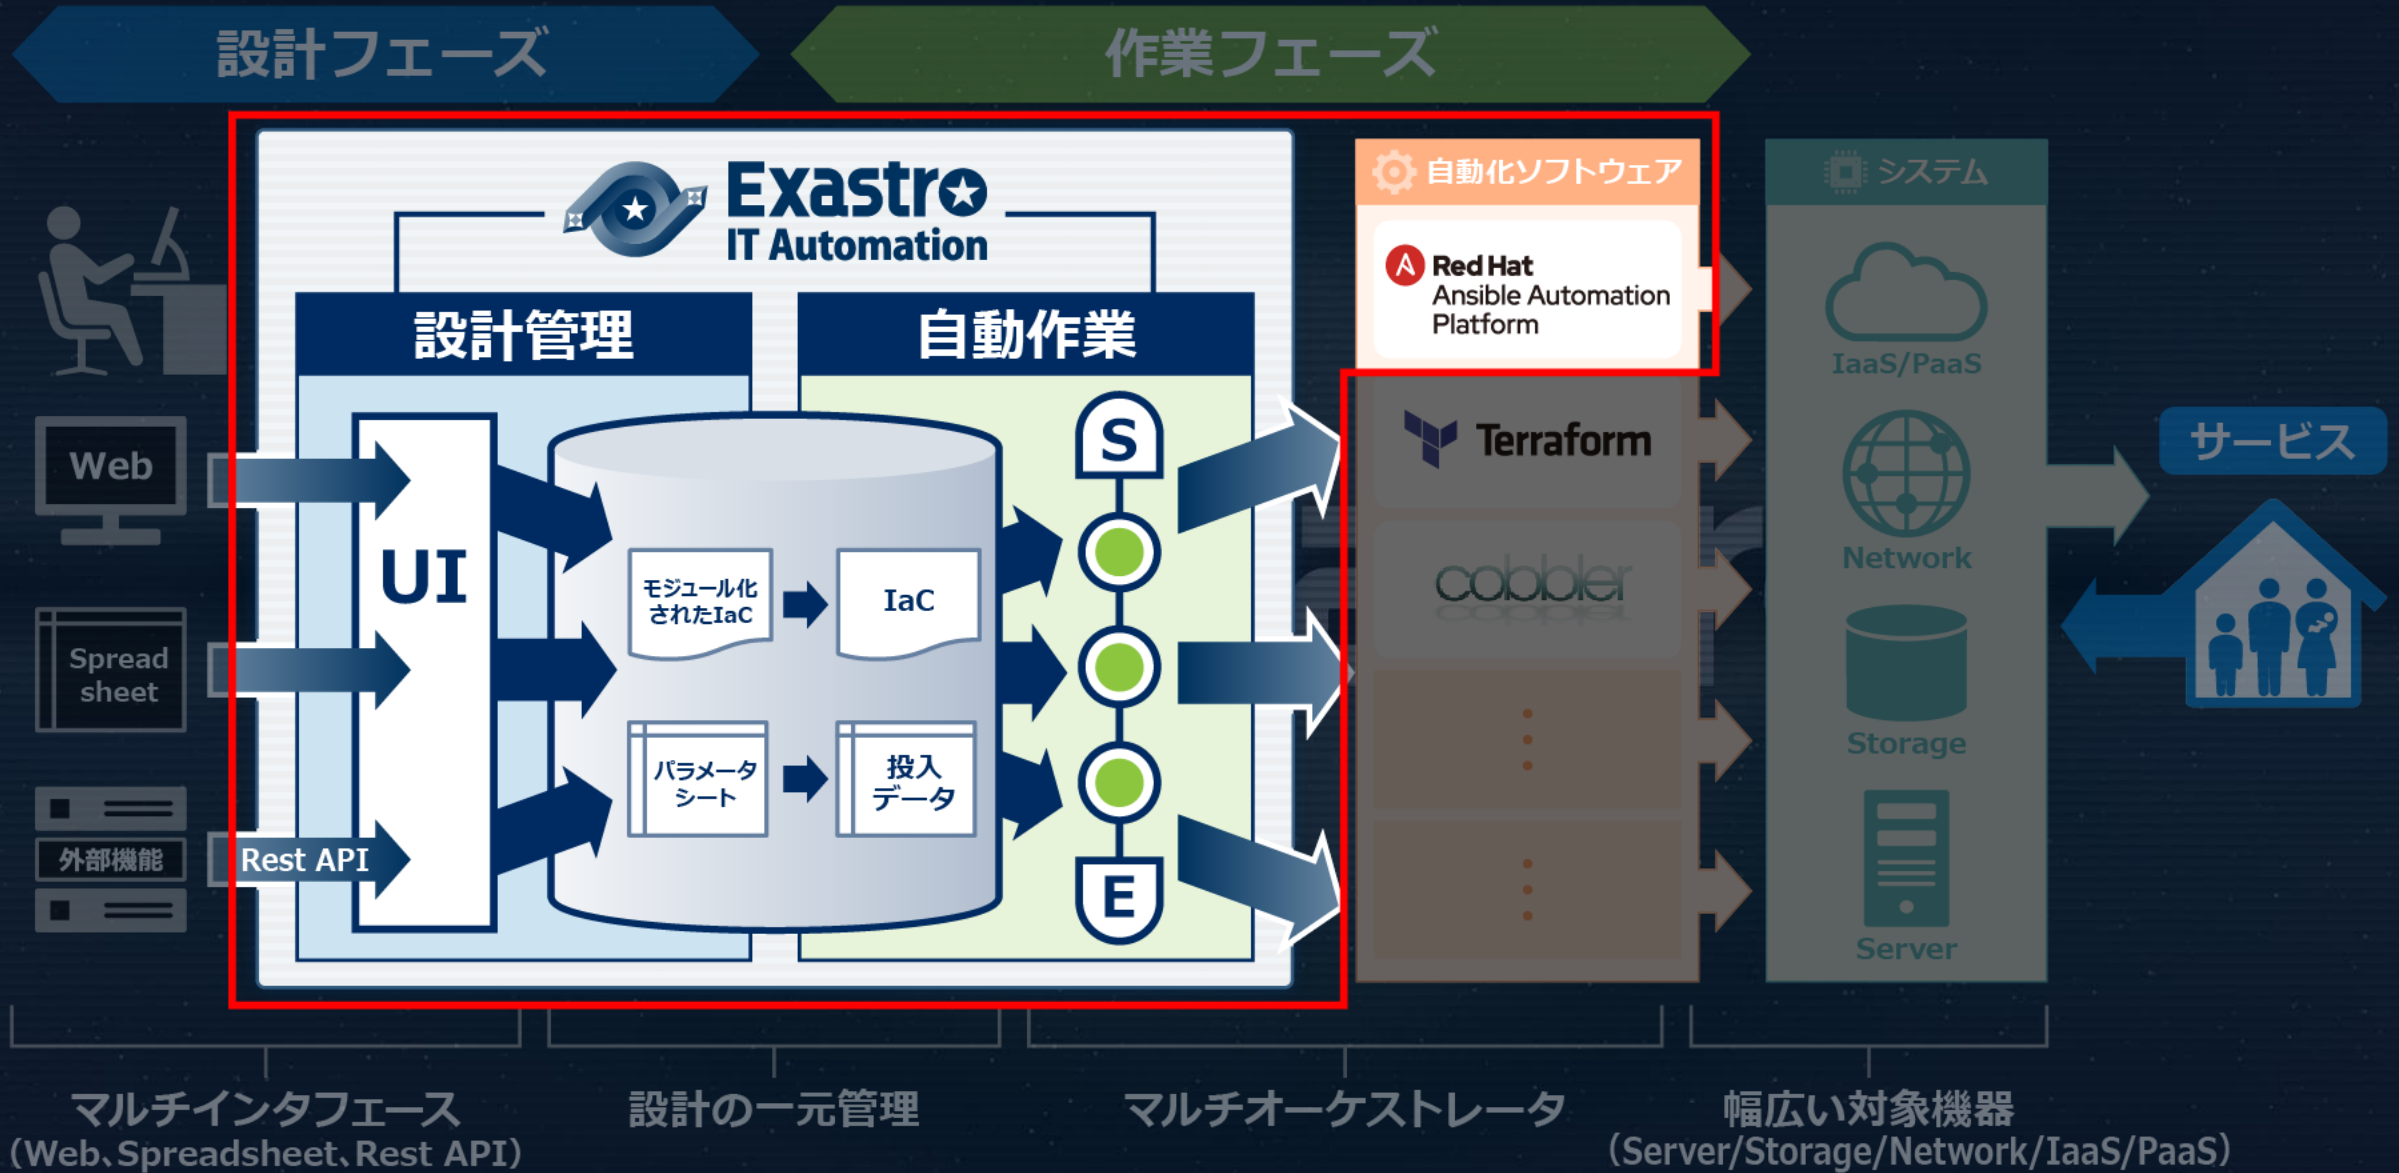 設計フェーズ
作業フェーズ
Exastro
IT Automation
設計管理
自動作業
Web
Spread
sheet
外部機能
Rest API
UI
モジュール化
されたIaC
IaC
パラメータ
シート
投入
データ
S
E
自動化ソフトウェア
Red Hat
Ansible Automation
Platform
Terraform
cobbler
システム
IaaS/PaaS
Network
Storage
Server
サービス
マルチインタフェース
（Web、Spreadsheet、Rest API）
設計の一元管理
マルチオーケストレータ
幅広い対象機器
（Server/Storage/Network/IaaS/PaaS）